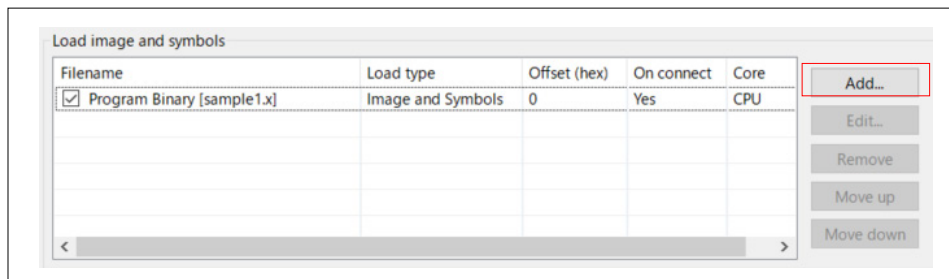 Load image and symbols
Filename Load type Offset (hex) On connect Core
Program Binary [sample1.x] Image and Symbols 0 Yes CPU
Add...
Edit...
Remove
Move up
Move down